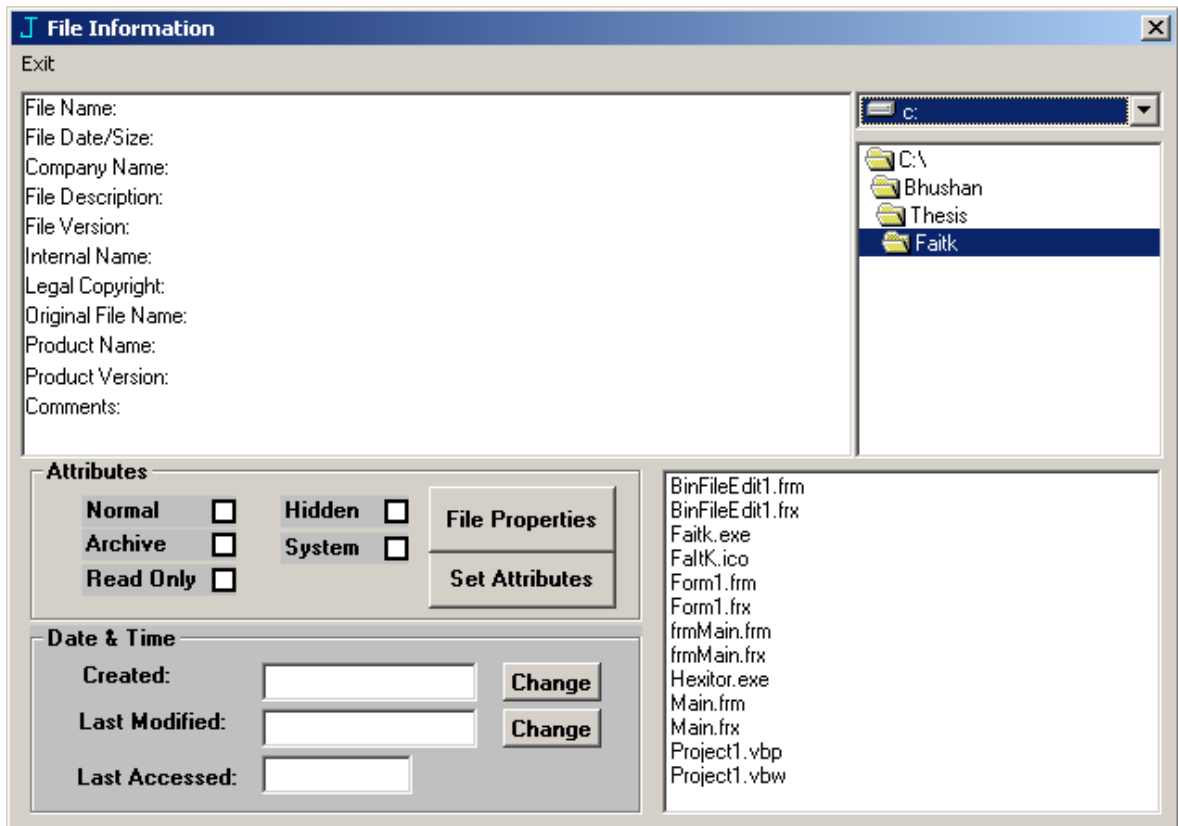 File Information
Exit
File Name:
File Date/Size:
Company Name:
File Description:
File Version:
Internal Name:
Legal Copyright:
Original File Name:
Product Name:
Product Version:
Comments:
c:
C:\
Bhushan
Thesis
Faitk
Attributes
Normal Hidden
Archive System
Read Only
File Properties
Set Attributes
Date & Time
Created: Change
Last Modified: Change
Last Accessed:
BinFileEdit1.frm
BinFileEdit1.frx
Faitk.exe
FaItK.ico
Form1.frm
Form1.frx
frmMain.frm
frmMain.frx
Hexitor.exe
Main.frm
Main.frx
Project1.vbp
Project1.vbw